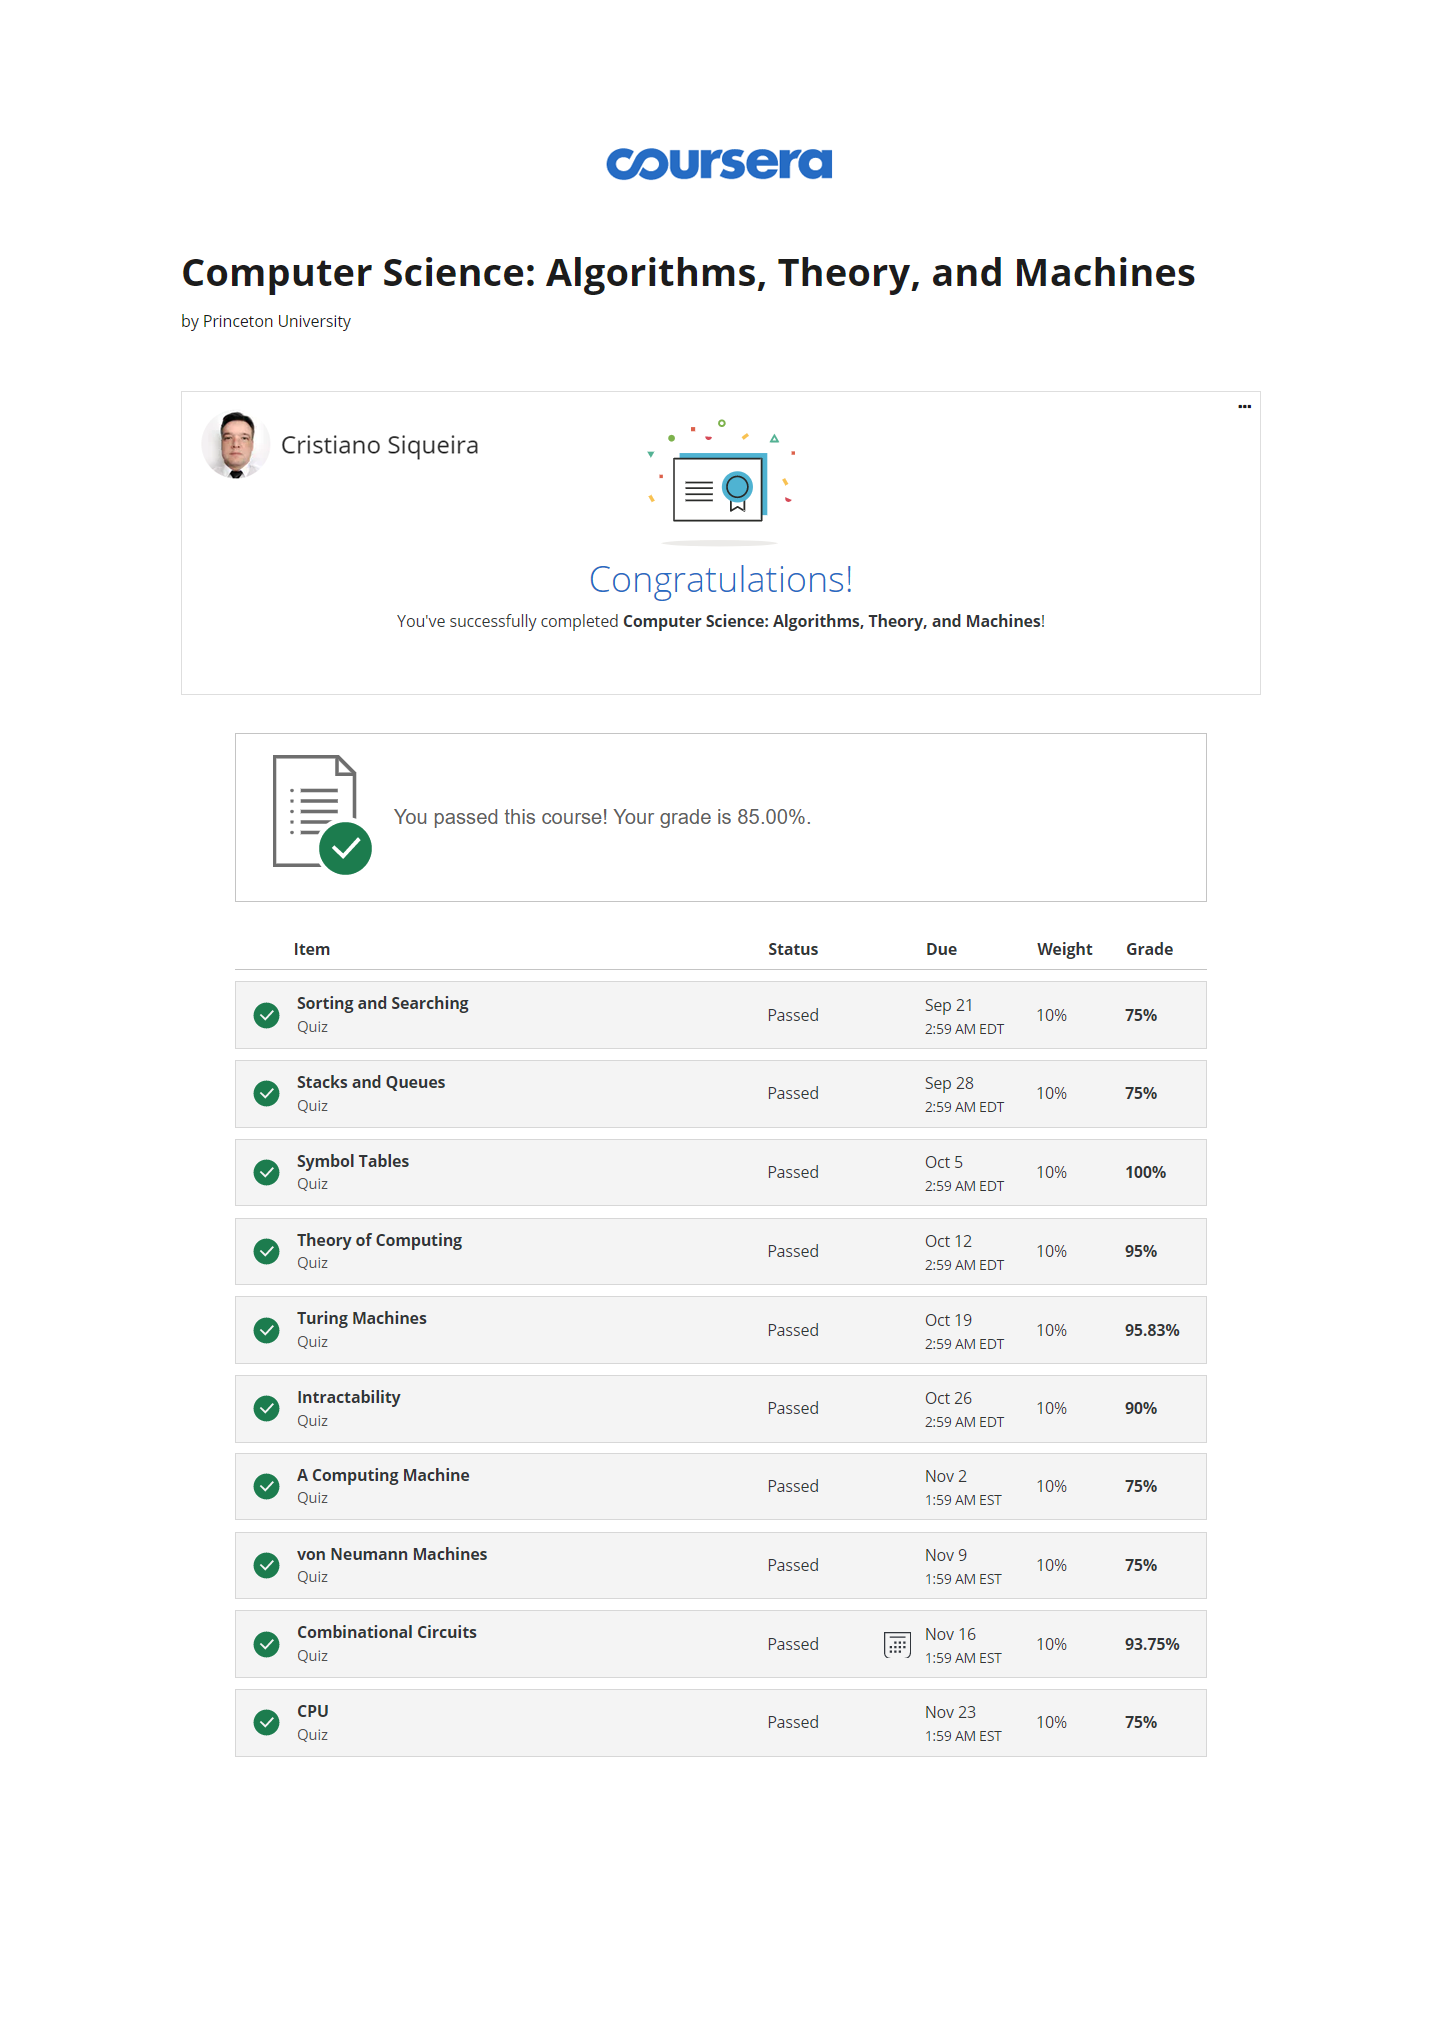 coursera
Computer Science: Algorithms, Theory, and Machines
by Princeton University
Cristiano Siqueira
Congratulations!
You've successfully completed Computer Science: Algorithms, Theory, and Machines!
You passed this course! Your grade is 85.00%.
Item Status Due Weight Grade
Sorting and Searching
Quiz
Passed
Sep 21
2:59 AM EDT
10%
75%
Stacks and Queues
Quiz
Passed
Sep 28
2:59 AM EDT
10%
75%
Symbol Tables
Quiz
Passed
Oct 5
2:59 AM EDT
10%
100%
Theory of Computing
Quiz
Passed
Oct 12
2:59 AM EDT
10%
95%
Turing Machines
Quiz
Passed
Oct 19
2:59 AM EDT
10%
95.83%
Intractability
Quiz
Passed
Oct 26
2:59 AM EDT
10%
90%
A Computing Machine
Quiz
Passed
Nov 2
1:59 AM EST
10%
75%
von Neumann Machines
Quiz
Passed
Nov 9
1:59 AM EST
10%
75%
Combinational Circuits
Quiz
Passed
Nov 16
1:59 AM EST
10%
93.75%
CPU
Quiz
Passed
Nov 23
1:59 AM EST
10%
75%